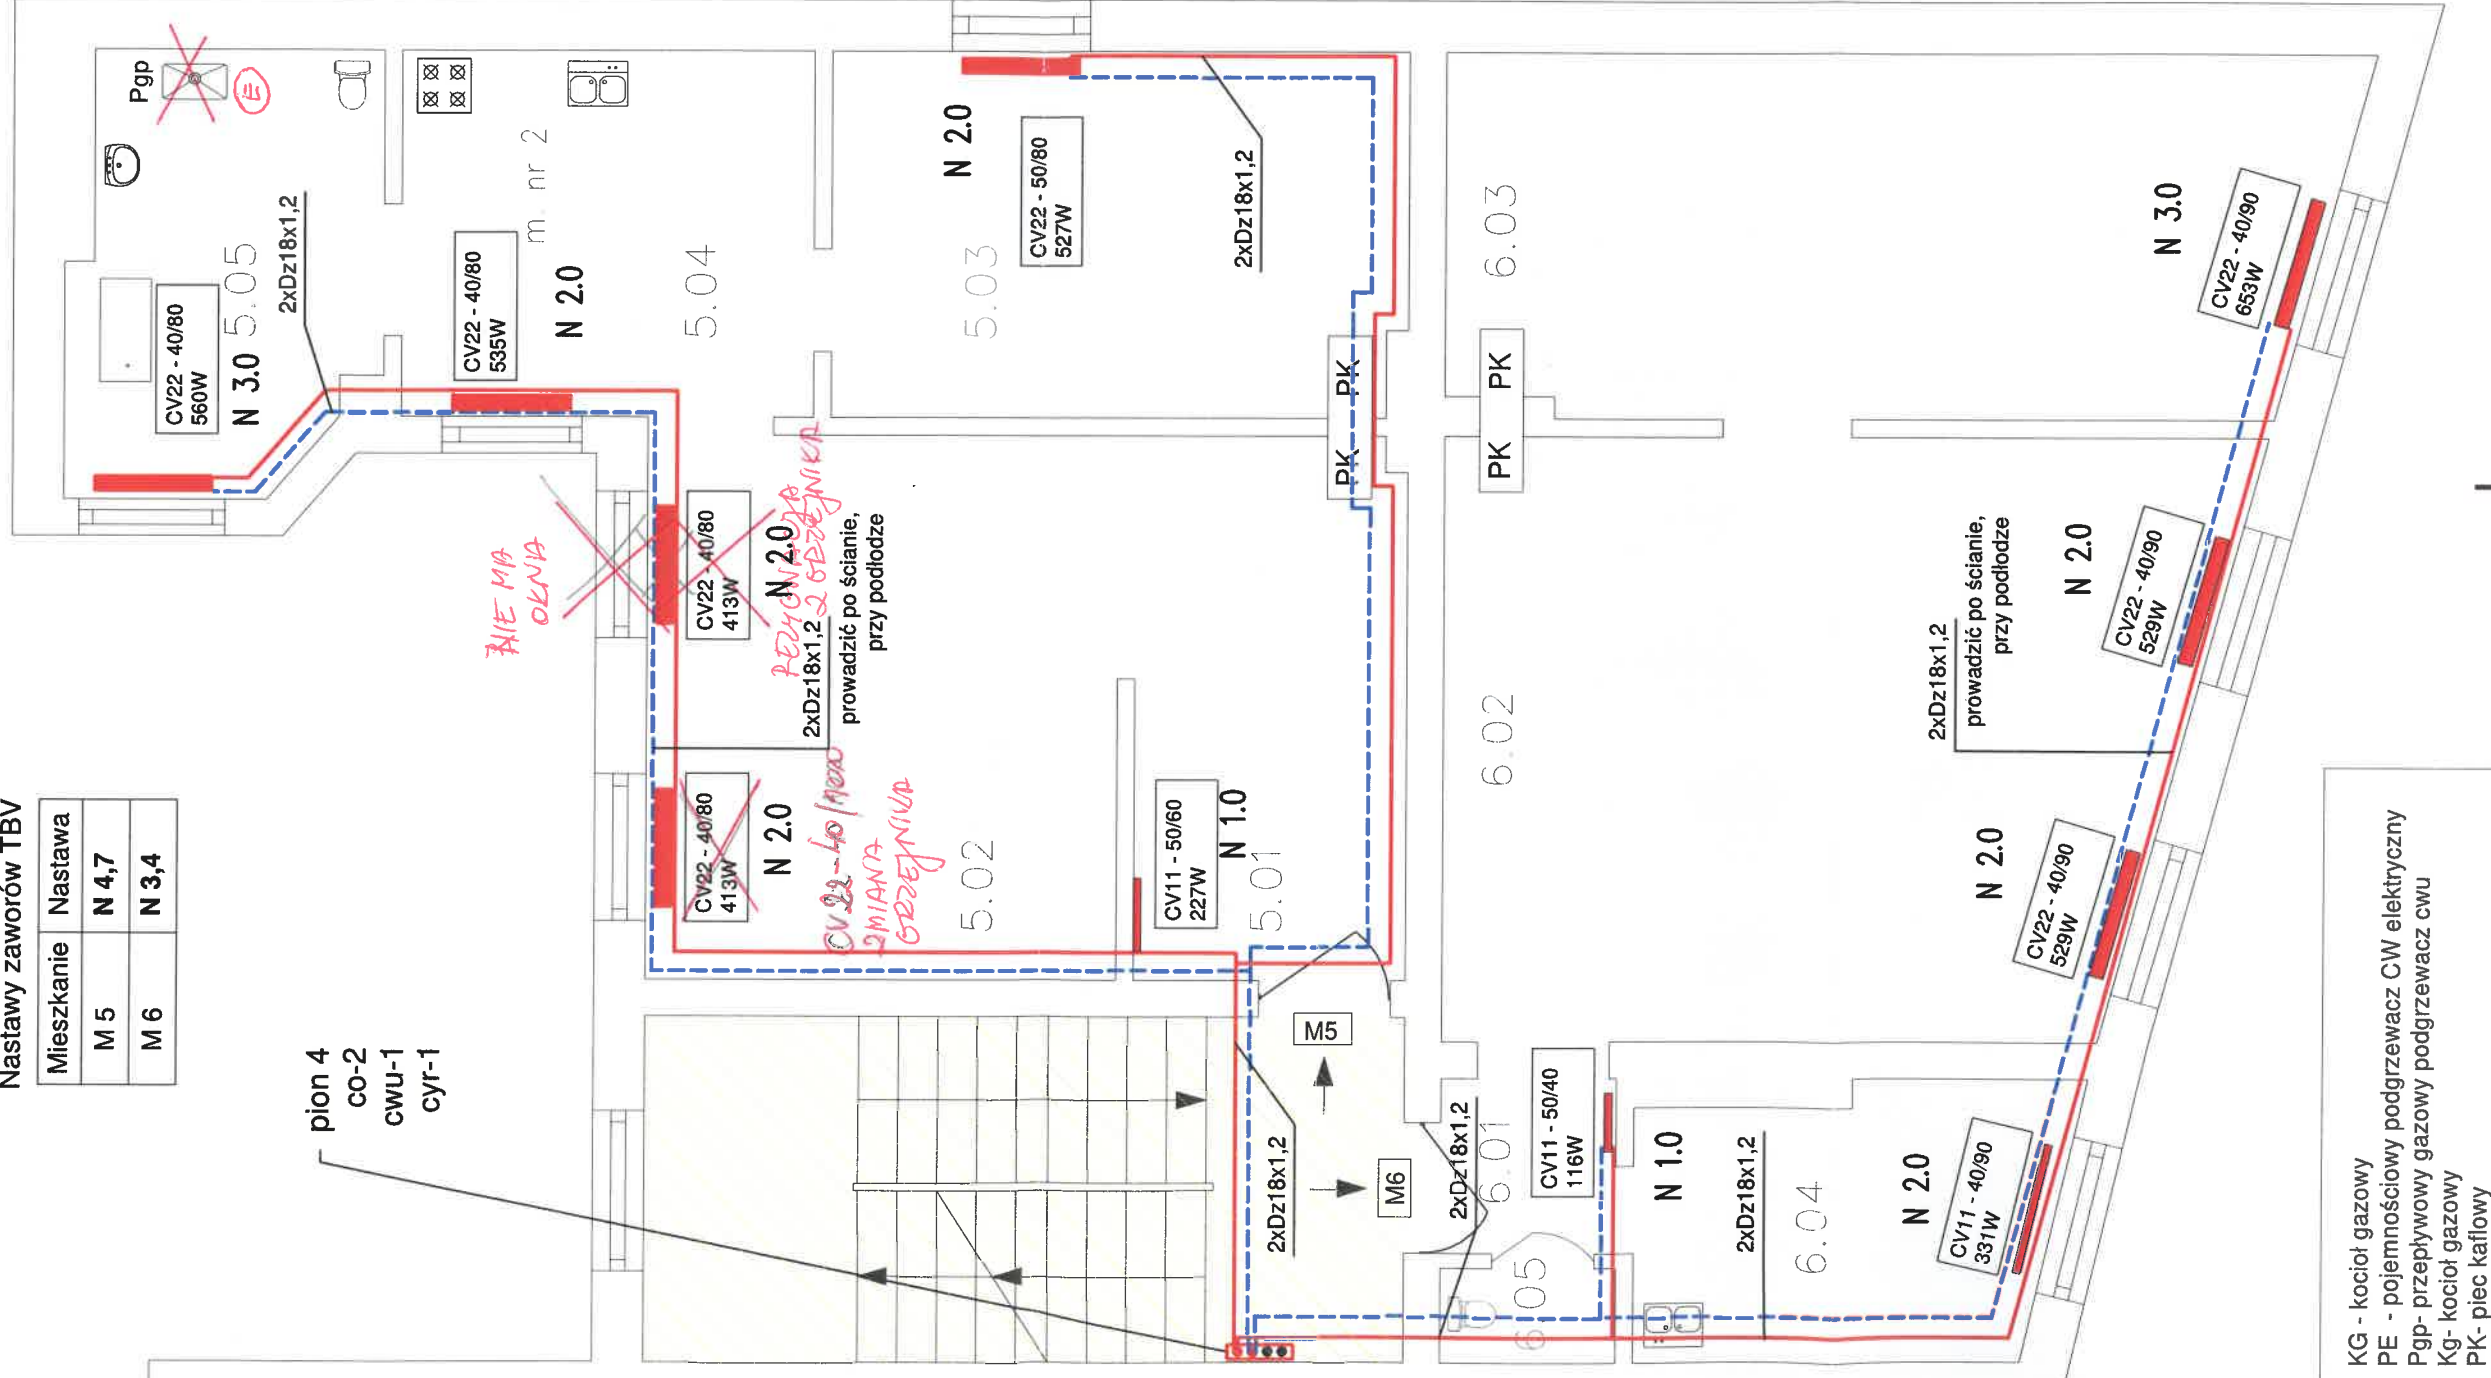 Nastawy zaworów TBV
Mieszkanie Nastawa
M 5 N 4,7
M 6 N 3,4
pion 4
co-2
cwu-1
cyr-1
Pgp
E
CV22 - 40/80
560W
N 3.0
5.05
2xDz18x1,2
CV22 - 40/80
535W
N 2.0
m. nr 2
5.04
NIE MA
OKNA
CV22 - 40/80
413W
N 2.0
REZYGNACJA
Z GRZEJNIKA
2xDz18x1,2
prowadzić po ścianie,
przy podłodze
CV22 - 40/80
413W
N 2.0
CV22-40/
ZMIANA
GRZEJNIKA
5.02
N 2.0
CV22 - 50/80
527W
5.03
2xDz18x1,2
PK PK
CV11 - 50/60
227W
N 1.0
5.01
M5
2xDz18x1,2
M6
PK PK
6.03
CV22 - 40/90
653W
N 3.0
6.02
2xDz18x1,2
prowadzić po ścianie,
przy podłodze
CV22 - 40/90
529W
N 2.0
CV22 - 40/90
529W
N 2.0
2xDz18x1,2
6.01
CV11 - 50/40
116W
N 1.0
6.05
2xDz18x1,2
6.04
CV11 - 40/90
331W
N 2.0
KG - kocioł gazowy
PE - pojemnościowy podgrzewacz CW elektryczny
Pgp- przepływowy gazowy podgrzewacz cwu
Kg- kocioł gazowy
PK- piec kaflowy